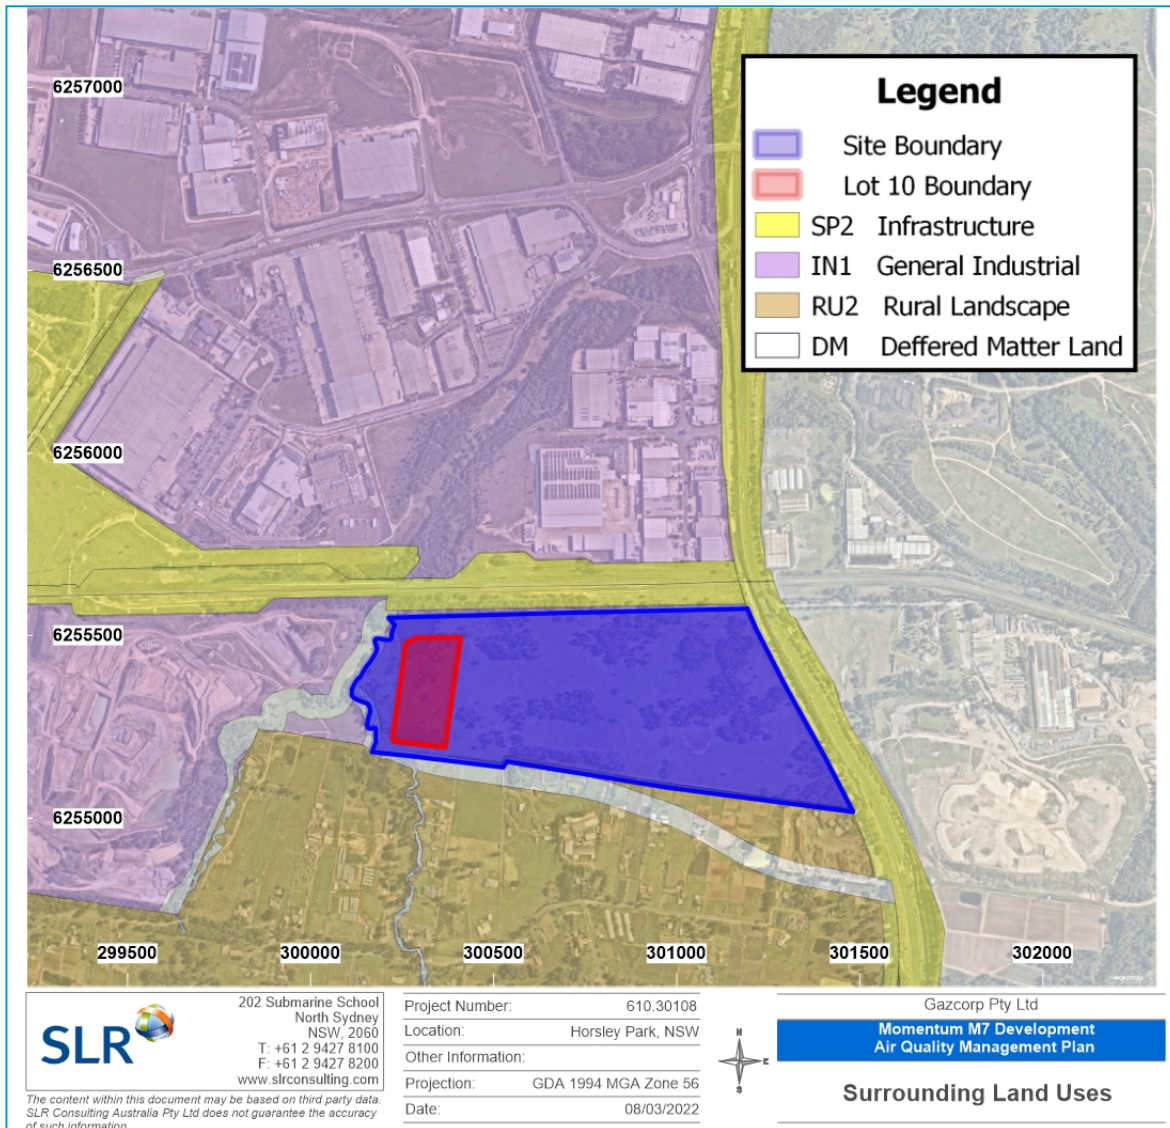 6257000
6256500
6256000
6255500
6255000
299500
300000
300500
301000
301500
302000
Legend
Site Boundary
Lot 10 Boundary
SP2 Infrastructure
IN1 General Industrial
RU2 Rural Landscape
DM Deffered Matter Land
SLR
202 Submarine School
North Sydney
NSW, 2060
T: +61 2 9427 8100
F: +61 2 9427 8200
www.slrconsulting.com
The content within this document may be based on third party data.
SLR Consulting Australia Pty Ltd does not guarantee the accuracy
of such information.
Project Number: 610.30108
Location: Horsley Park, NSW
Other Information:
Projection: GDA 1994 MGA Zone 56
Date: 08/03/2022
N
E
S
Gazcorp Pty Ltd
Momentum M7 Development
Air Quality Management Plan
Surrounding Land Uses